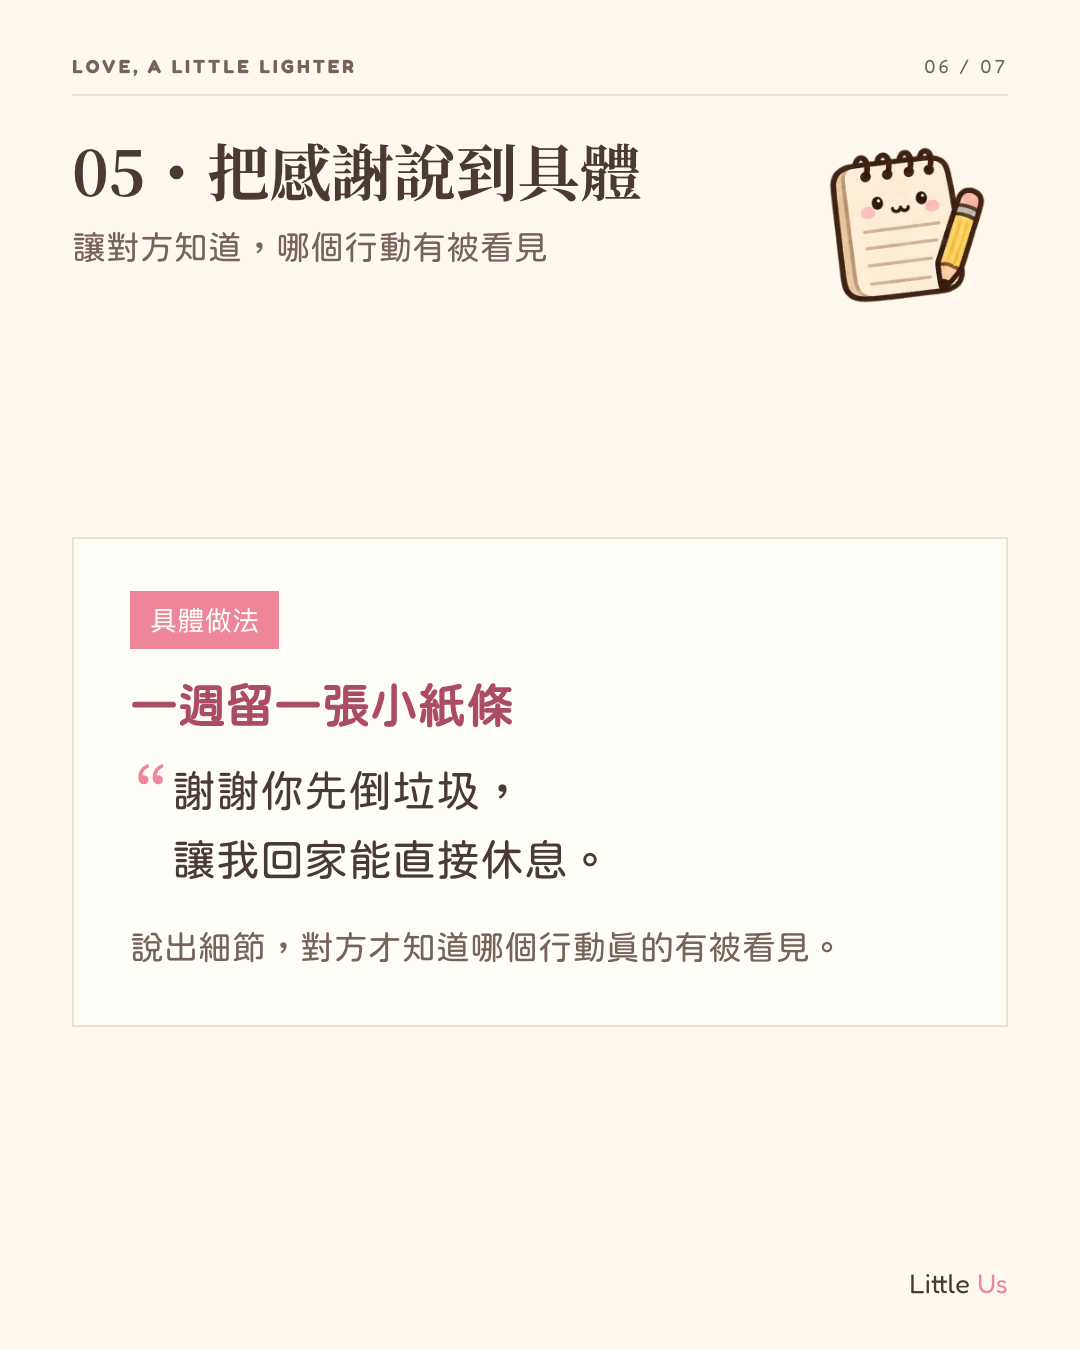 LOVE, A LITTLE LIGHTER
06 / 07
05・把感謝說到具體
讓對方知道，哪個行動有被看見
具體做法
一週留一張小紙條
“謝謝你先倒垃圾，
讓我回家能直接休息。
說出細節，對方才知道哪個行動真的有被看見。
Little Us